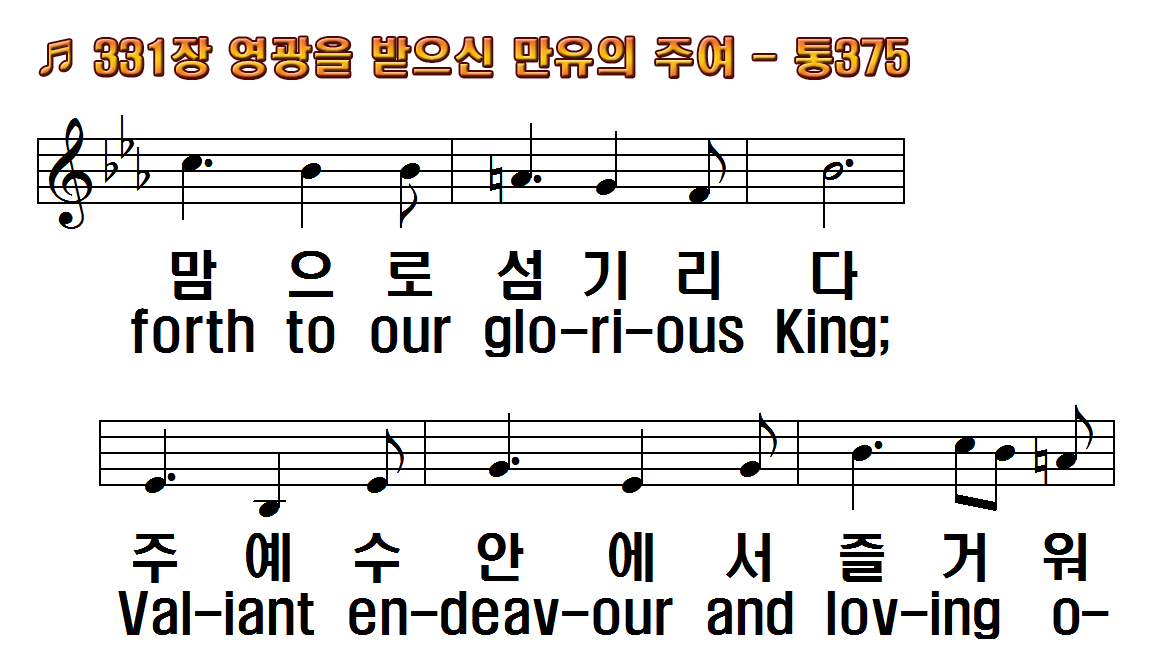 ♬ 331장 영광을 받으신 만유의 주여 - 통375
맘 으 로 섬 기 리 다
forth to our glo-ri-ous King;
주 예 수 안 에 서 즐 거 워
Val-iant en-deav-our and lov-ing o-